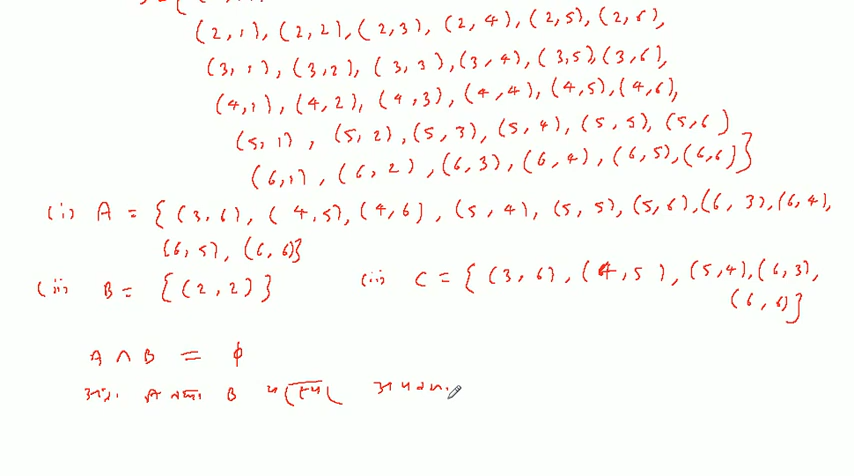 (2,1), (2,2), (2,3), (2,4), (2,5), (2,6),
(3,1), (3,2), (3,3), (3,4), (3,5), (3,6),
(4,1), (4,2), (4,3), (4,4), (4,5), (4,6),
(5,1), (5,2), (5,3), (5,4), (5,5), (5,6)
(6,1), (6,2), (6,3), (6,4), (6,5), (6,6)}
(i) A = {(3,6), (4,5), (4,6), (5,4), (5,5), (5,6), (6,3), (6,4),
(6,5), (6,6)}
(ii) B = {(2,2)}
(ii) C = {(3,6), (4,5), (5,4), (6,3),
(6,6)}
A ∩ B = φ
अतः A तथा B परस्पर अपवर्जी